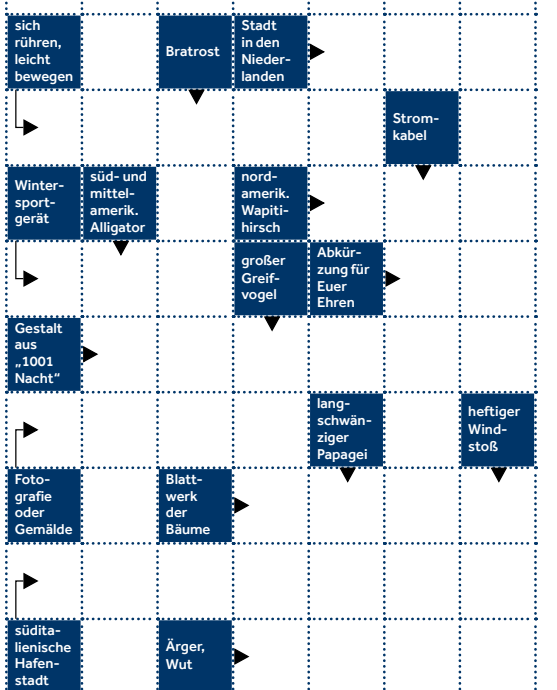 sich
rühren,
leicht
bewegen
Bratrost
Stadt
in den
Nieder-
landen
Strom-
kabel
Winter-
sport-
gerät
süd- und
mittel-
amerik.
Alligator
nord-
amerik.
Wapiti-
hirsch
großer
Greif-
vogel
Abkür-
zung für
Euer
Ehren
Gestalt
aus
„1001
Nacht“
lang-
schwän-
ziger
Papagei
heftiger
Wind-
stoß
Foto-
grafie
oder
Gemälde
Blatt-
werk
der
Bäume
südita-
lienische
Hafen-
stadt
Ärger,
Wut